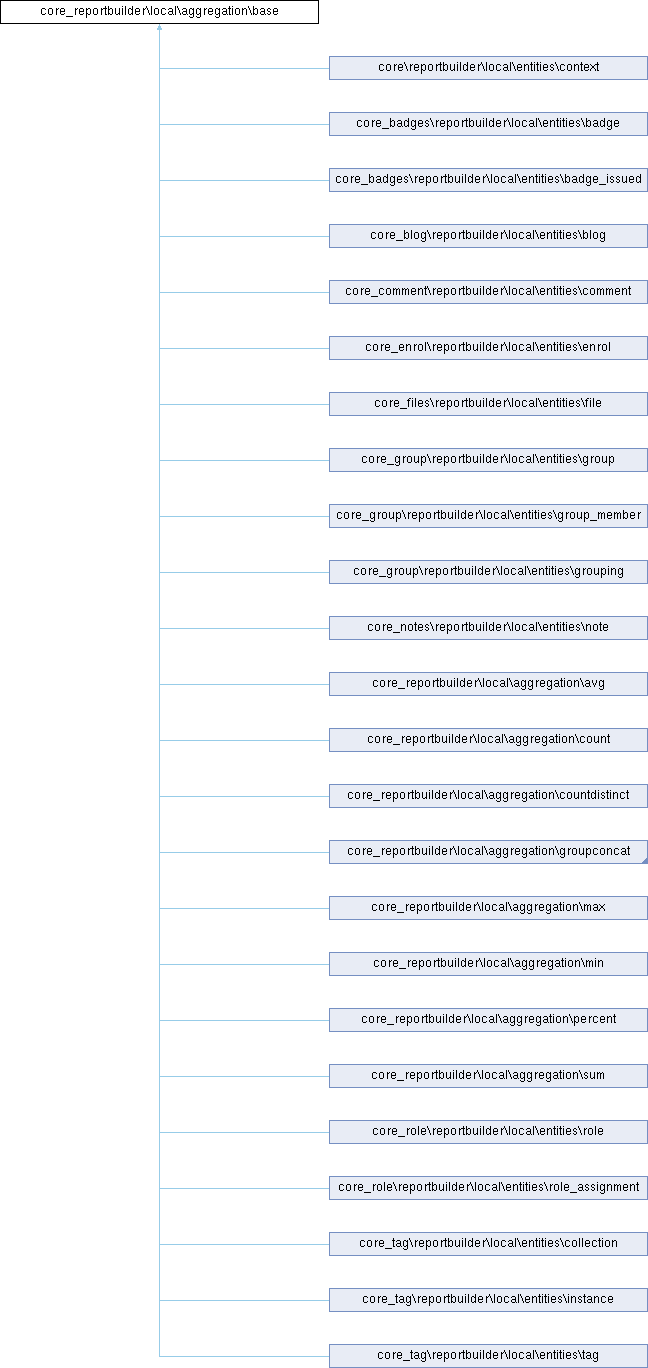 core_reportbuilder\local\aggregation\base
core\reportbuilder\local\entities\context
core_badges\reportbuilder\local\entities\badge
core_badges\reportbuilder\local\entities\badge_issued
core_blog\reportbuilder\local\entities\blog
core_comment\reportbuilder\local\entities\comment
core_enrol\reportbuilder\local\entities\enrol
core_files\reportbuilder\local\entities\file
core_group\reportbuilder\local\entities\group
core_group\reportbuilder\local\entities\group_member
core_group\reportbuilder\local\entities\grouping
core_notes\reportbuilder\local\entities\note
core_reportbuilder\local\aggregation\avg
core_reportbuilder\local\aggregation\count
core_reportbuilder\local\aggregation\countdistinct
core_reportbuilder\local\aggregation\groupconcat
core_reportbuilder\local\aggregation\max
core_reportbuilder\local\aggregation\min
core_reportbuilder\local\aggregation\percent
core_reportbuilder\local\aggregation\sum
core_role\reportbuilder\local\entities\role
core_role\reportbuilder\local\entities\role_assignment
core_tag\reportbuilder\local\entities\collection
core_tag\reportbuilder\local\entities\instance
core_tag\reportbuilder\local\entities\tag